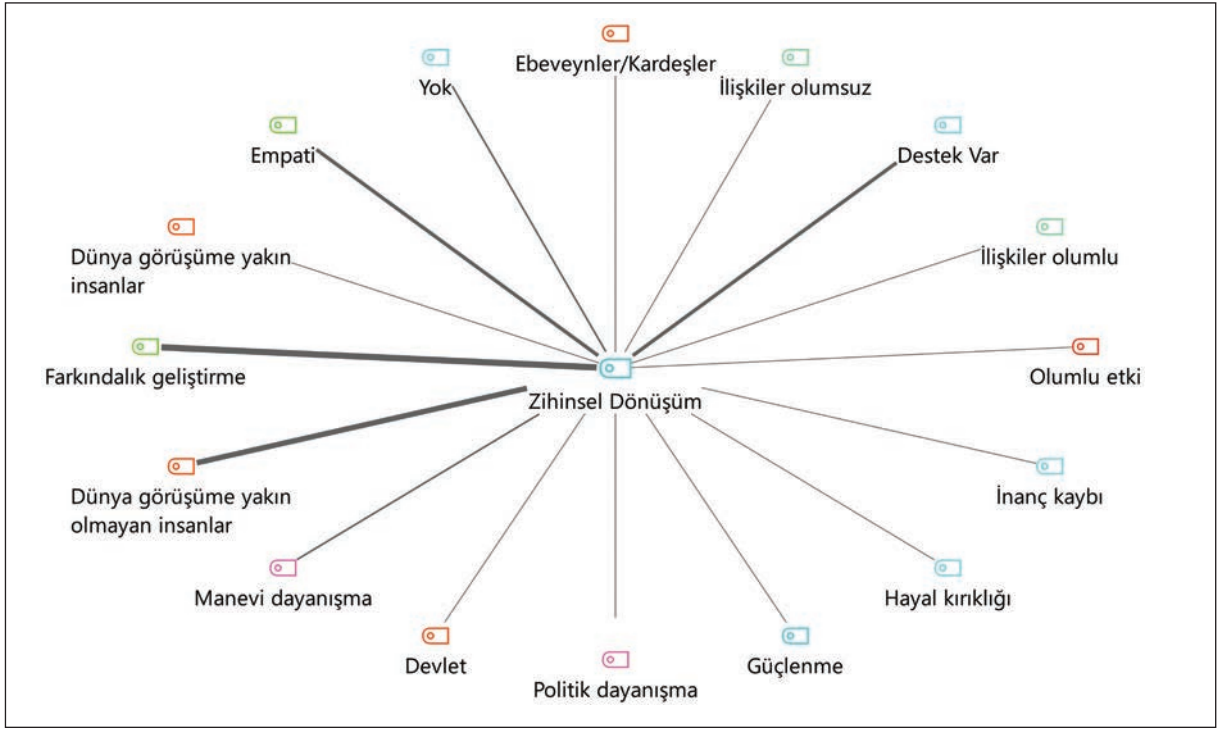 Ebeveynler/Kardeşler
Yok
İlişkiler olumsuz
Empati
Destek Var
Dünya görüşüme yakın
insanlar
İlişkiler olumlu
Farkındalık geliştirme
Olumlu etki
Zihinsel Dönüşüm
Dünya görüşüme yakın
olmayan insanlar
İnanç kaybı
Manevi dayanışma
Hayal kırıklığı
Devlet
Güçlenme
Politik dayanışma